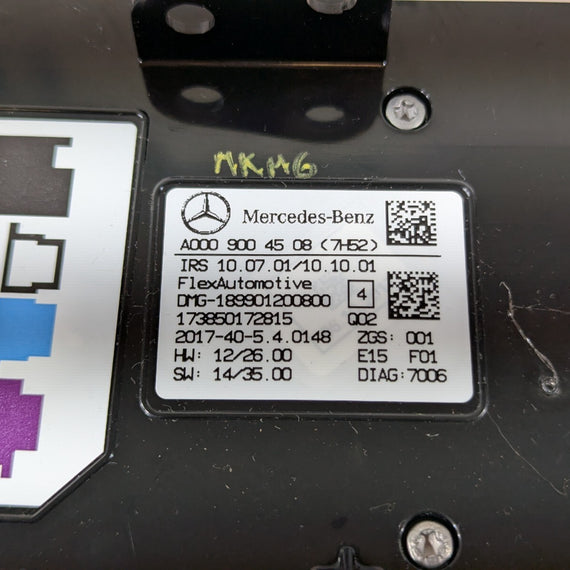 MKMG
Mercedes-Benz
A000 900 45 08 (7H52)
IRS 10.07.01/10.10.01
FlexAutomotive
DMG-189901200800 4
173850172815 Q02
2017-40-5.4.0148 ZGS: 001
HW: 12/26.00 E15 F01
SW: 14/35.00 DIAG:7006